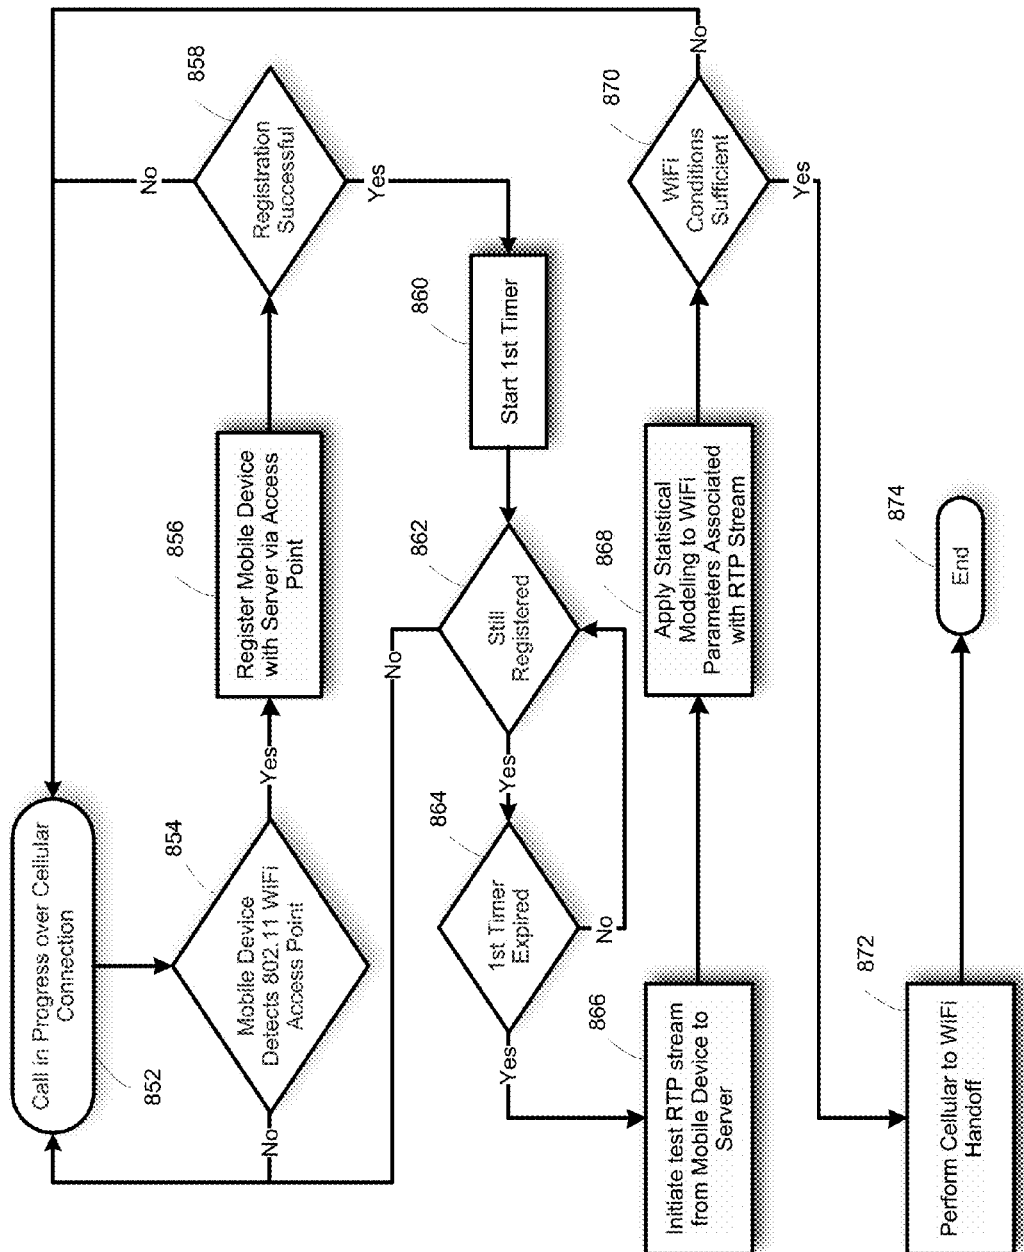 Call in Progress over Cellular
Connection
852
Mobile Device
Detects 802.11 WiFi
Access Point
854
No
Yes
Register Mobile Device
with Server via Access
Point
856
Registration
Successful
858
No
Yes
Start 1st Timer
860
Still
Registered
862
No
Yes
1st Timer
Expired
864
No
Yes
Initiate test RTP stream
from Mobile Device to
Server
866
Apply Statistical
Modeling to WiFi
Parameters Associated
with RTP Stream
868
WiFi
Conditions
Sufficient
870
No
Yes
Perform Cellular to WiFi
Handoff
872
End
874